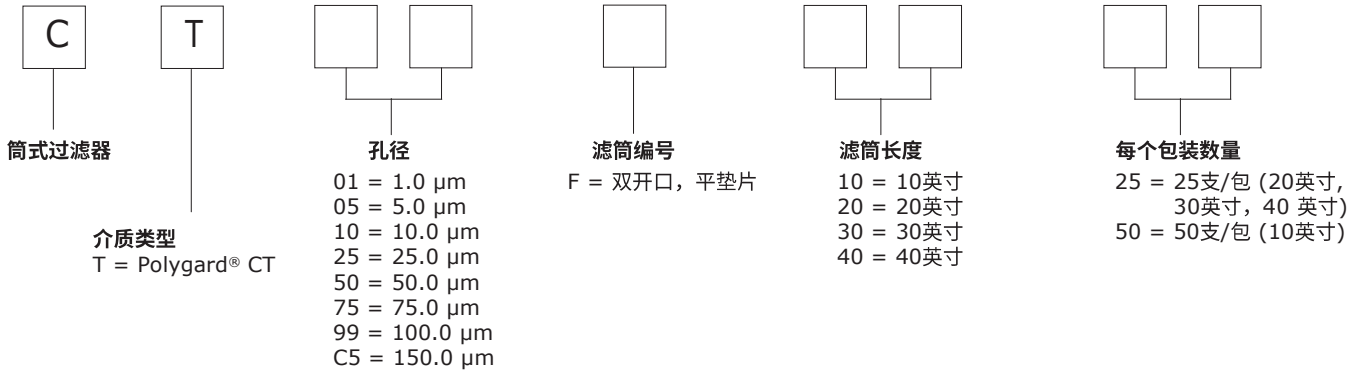 C
T
筒式过滤器
介质类型
T = Polygard® CT
孔径
01 = 1.0 μm
05 = 5.0 μm
10 = 10.0 μm
25 = 25.0 μm
50 = 50.0 μm
75 = 75.0 μm
99 = 100.0 μm
C5 = 150.0 μm
滤筒编号
F = 双开口，平垫片
滤筒长度
10 = 10英寸
20 = 20英寸
30 = 30英寸
40 = 40英寸
每个包装数量
25 = 25支/包 (20英寸,
30英寸，40 英寸)
50 = 50支/包 (10英寸)